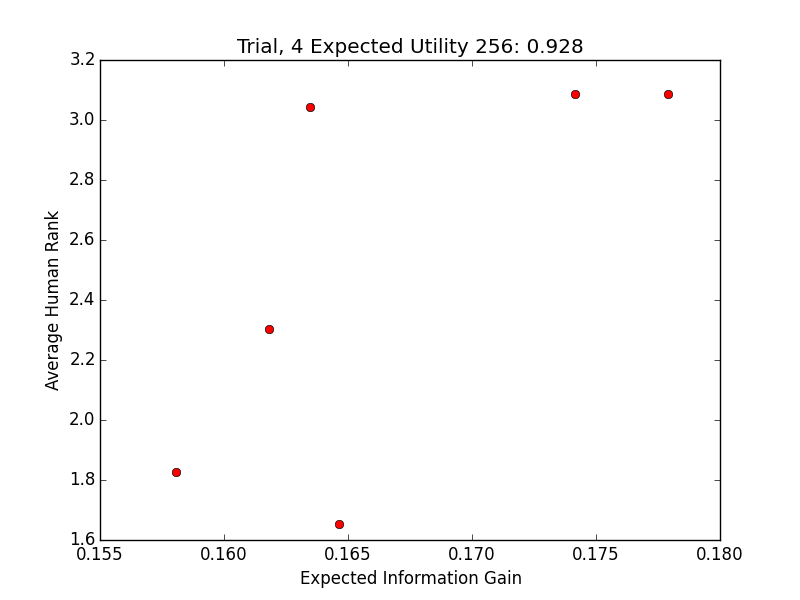 Trial, 4 Expected Utility 256: 0.928
3.2
3.0
2.8
2.6
2.4
2.2
2.0
1.8
1.6
Average Human Rank
0.155 0.160 0.165 0.170 0.175 0.180
Expected Information Gain